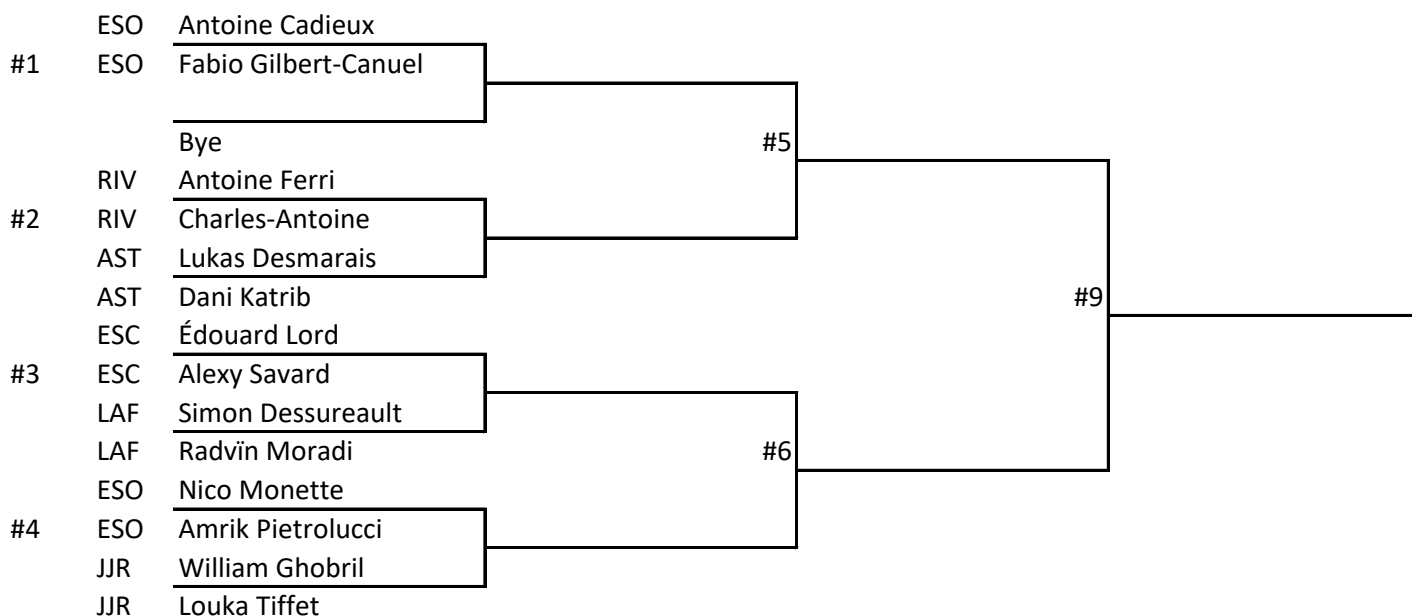 ESO Antoine Cadieux
#1 ESO Fabio Gilbert-Canuel
Bye #5
RIV Antoine Ferri
#2 RIV Charles-Antoine
AST Lukas Desmarais
AST Dani Katrib #9
ESC Édouard Lord
#3 ESC Alexy Savard
LAF Simon Dessureault
LAF Radvïn Moradi #6
ESO Nico Monette
#4 ESO Amrik Pietrolucci
JJR William Ghobril
JJR Louka Tiffet